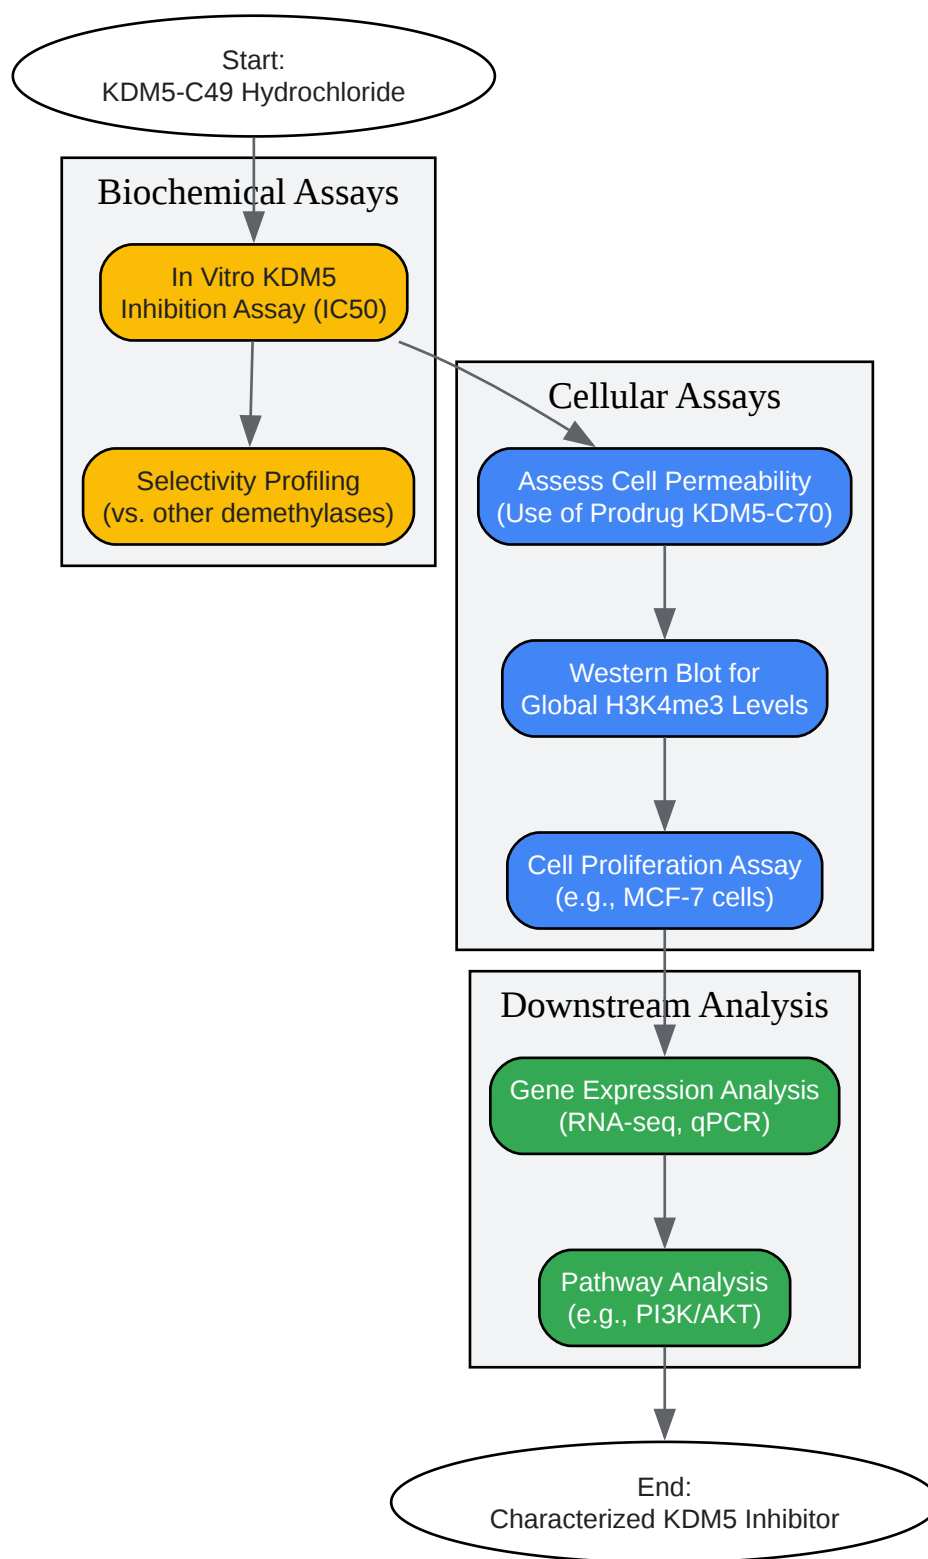 Start:
KDM5-C49 Hydrochloride
Biochemical Assays
In Vitro KDM5
Inhibition Assay (IC50)
Selectivity Profiling
(vs. other demethylases)
Cellular Assays
Assess Cell Permeability
(Use of Prodrug KDM5-C70)
Western Blot for
Global H3K4me3 Levels
Cell Proliferation Assay
(e.g., MCF-7 cells)
Downstream Analysis
Gene Expression Analysis
(RNA-seq, qPCR)
Pathway Analysis
(e.g., PI3K/AKT)
End:
Characterized KDM5 Inhibitor